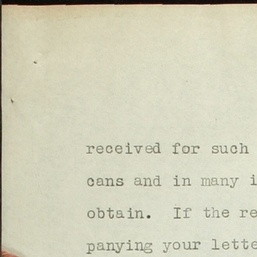 received for such
cans and in many i
obtain.  If the re
panying your lette